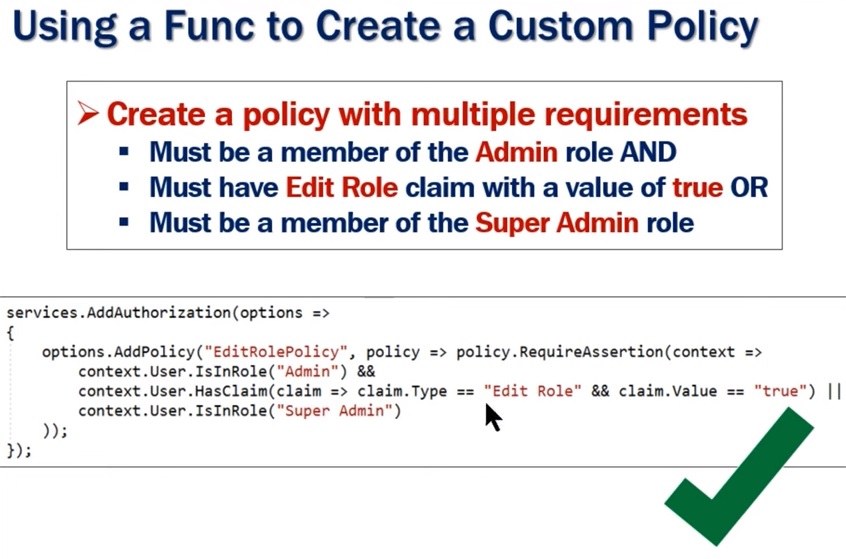 Using a Func to Create a Custom Policy
Create a policy with multiple requirements
Must be a member of the Admin role AND
Must have Edit Role claim with a value of true OR
Must be a member of the Super Admin role
services.AddAuthorization(options =>
{
    options.AddPolicy("EditRolePolicy", policy => policy.RequireAssertion(context =>
        context.User.IsInRole("Admin") &&
        context.User.HasClaim(claim => claim.Type == "Edit Role" && claim.Value == "true") ||
        context.User.IsInRole("Super Admin")
    ));
});